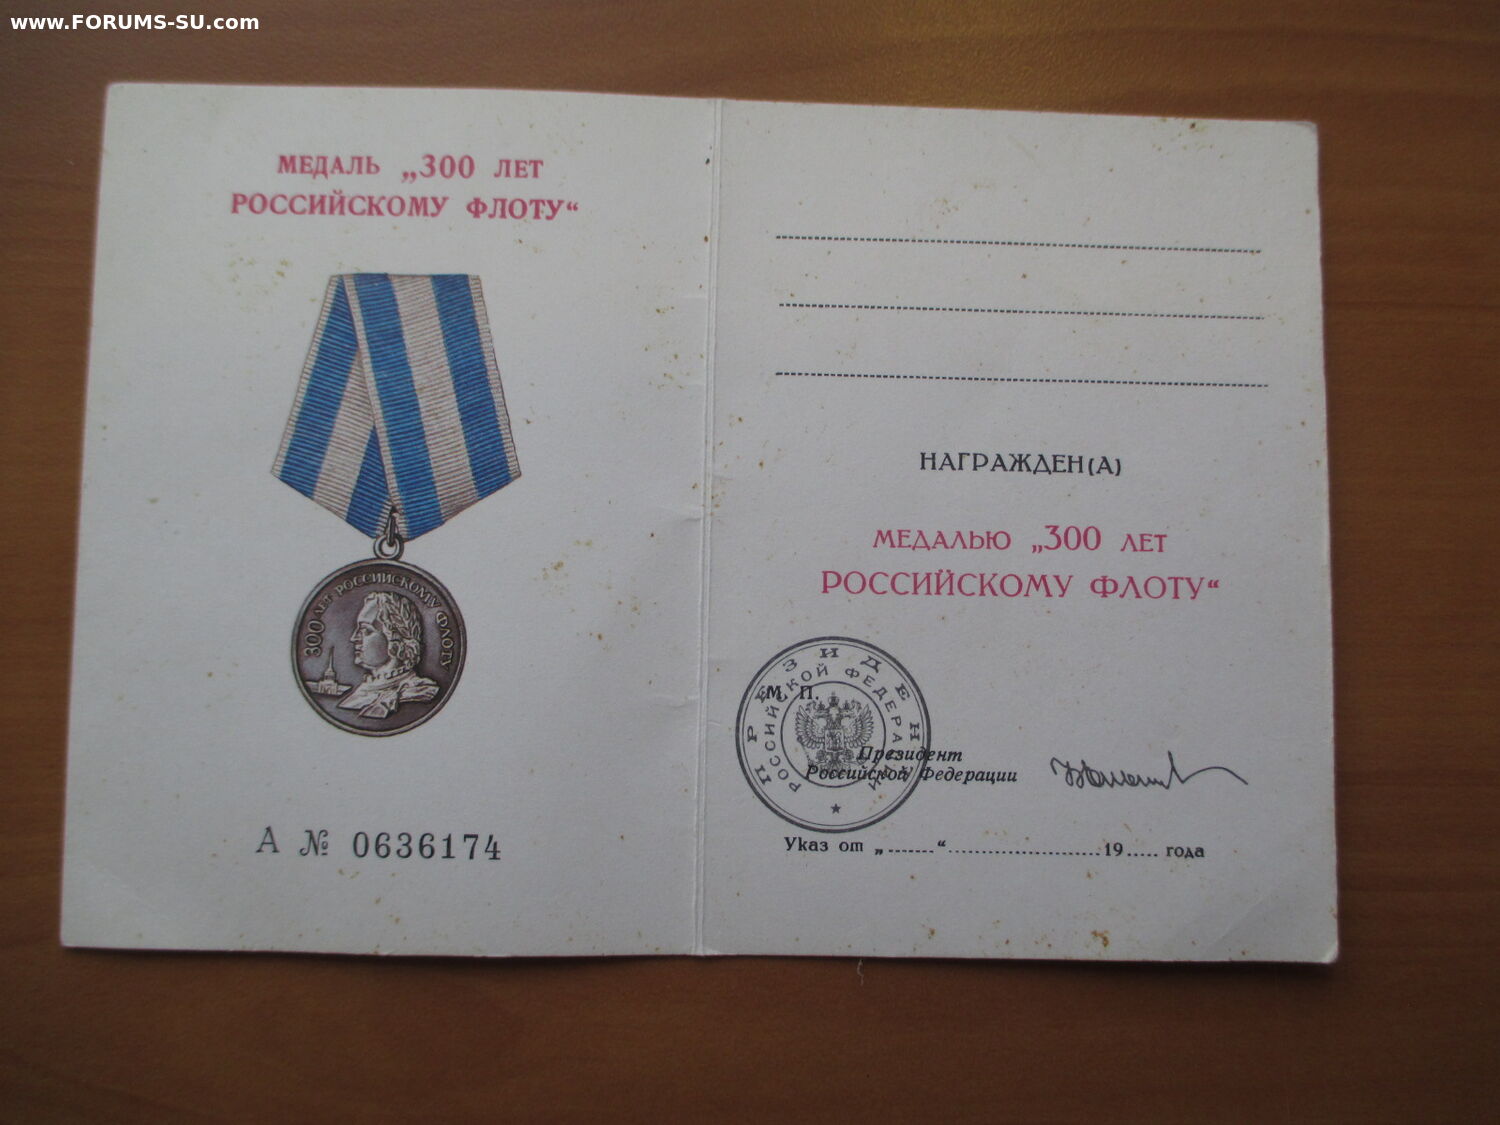 www.FORUMS-SU.com
МЕДАЛЬ „300 ЛЕТ
РОССИЙСКОМУ ФЛОТУ“
300 ЛЕТ РОССИЙСКОМУ ФЛОТУ
А № 0636174
НАГРАЖДЕН(А)
МЕДАЛЬЮ „300 ЛЕТ
РОССИЙСКОМУ ФЛОТУ“
ПРЕЗИДЕНТ
РОССИЙСКОЙ ФЕДЕРАЦИИ
М. П.
Президент
Российской Федерации
Указ от „.......“.......................19..... года